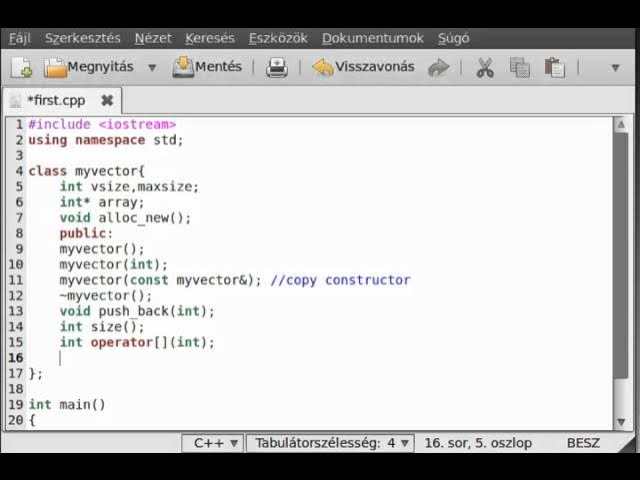 Fájl Szerkesztés Nézet Keresés Eszközök Dokumentumok Súgó
Megnyitás Mentés Visszavonás
*first.cpp
1 #include <iostream>
2 using namespace std;
3
4 class myvector{
5     int vsize,maxsize;
6     int* array;
7     void alloc_new();
8     public:
9     myvector();
10     myvector(int);
11     myvector(const myvector&); //copy constructor
12     ~myvector();
13     void push_back(int);
14     int size();
15     int operator[](int);
16
17 };
18
19 int main()
20 {
C++ Tabulátorszélesség: 4 16. sor, 5. oszlop BESZ